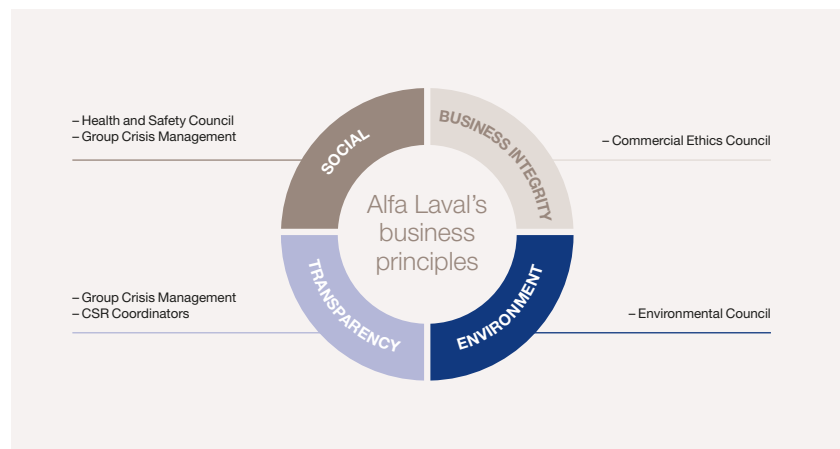 – Health and Safety Council
– Group Crisis Management
SOCIAL
BUSINESS INTEGRITY
– Commercial Ethics Council
Alfa Laval’s
business
principles
– Group Crisis Management
– CSR Coordinators
TRANSPARENCY
ENVIRONMENT
– Environmental Council